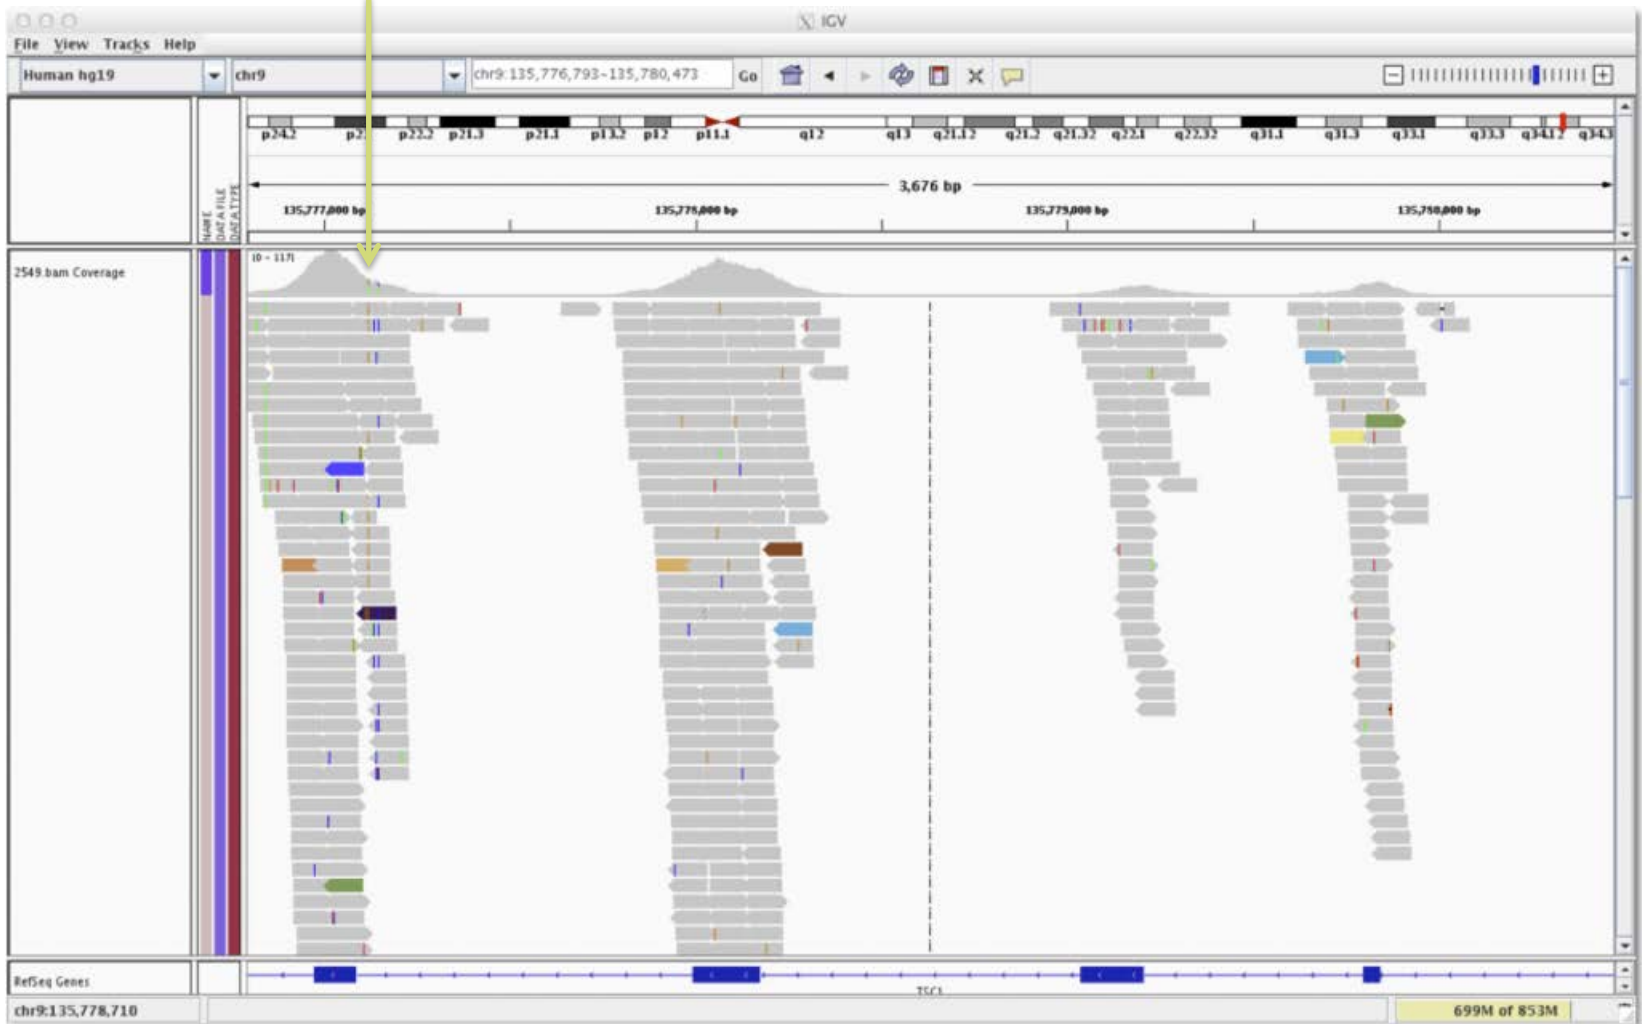 IGV
File View Tracks Help
Human hg19 chr9 chr9:135,776,793-135,780,473 Go
p24.2 p22.2 p21.3 p21.1 p13.2 p12 p11.1 q12 q13 q21.12 q21.2 q21.32 q22.1 q22.32 q31.1 q31.3 q33.1 q33.3 q34.12 q34.3
3,676 bp
135,777,000 bp 135,778,000 bp 135,779,000 bp 135,780,000 bp
NAME
DATA FILE
DATA TYPE
[0 - 117]
2549.bam Coverage
RefSeq Genes
TSC1
chr9:135,778,710 699M of 853M